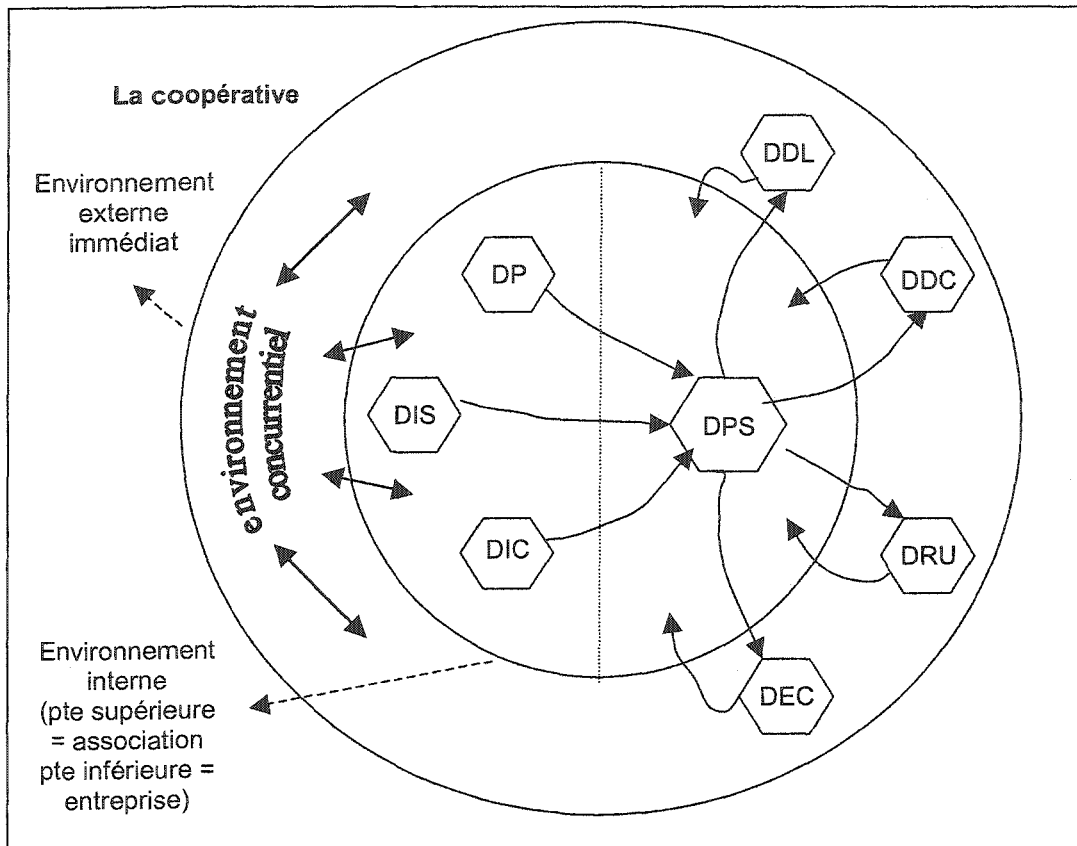 La coopérative
Environnement
externe
immédiat
environnement
concurrentiel
DDL
DP
DDC
DIS
DPS
DIC
DRU
DEC
Environnement
interne
(pte supérieure
= association
pte inférieure =
entreprise)